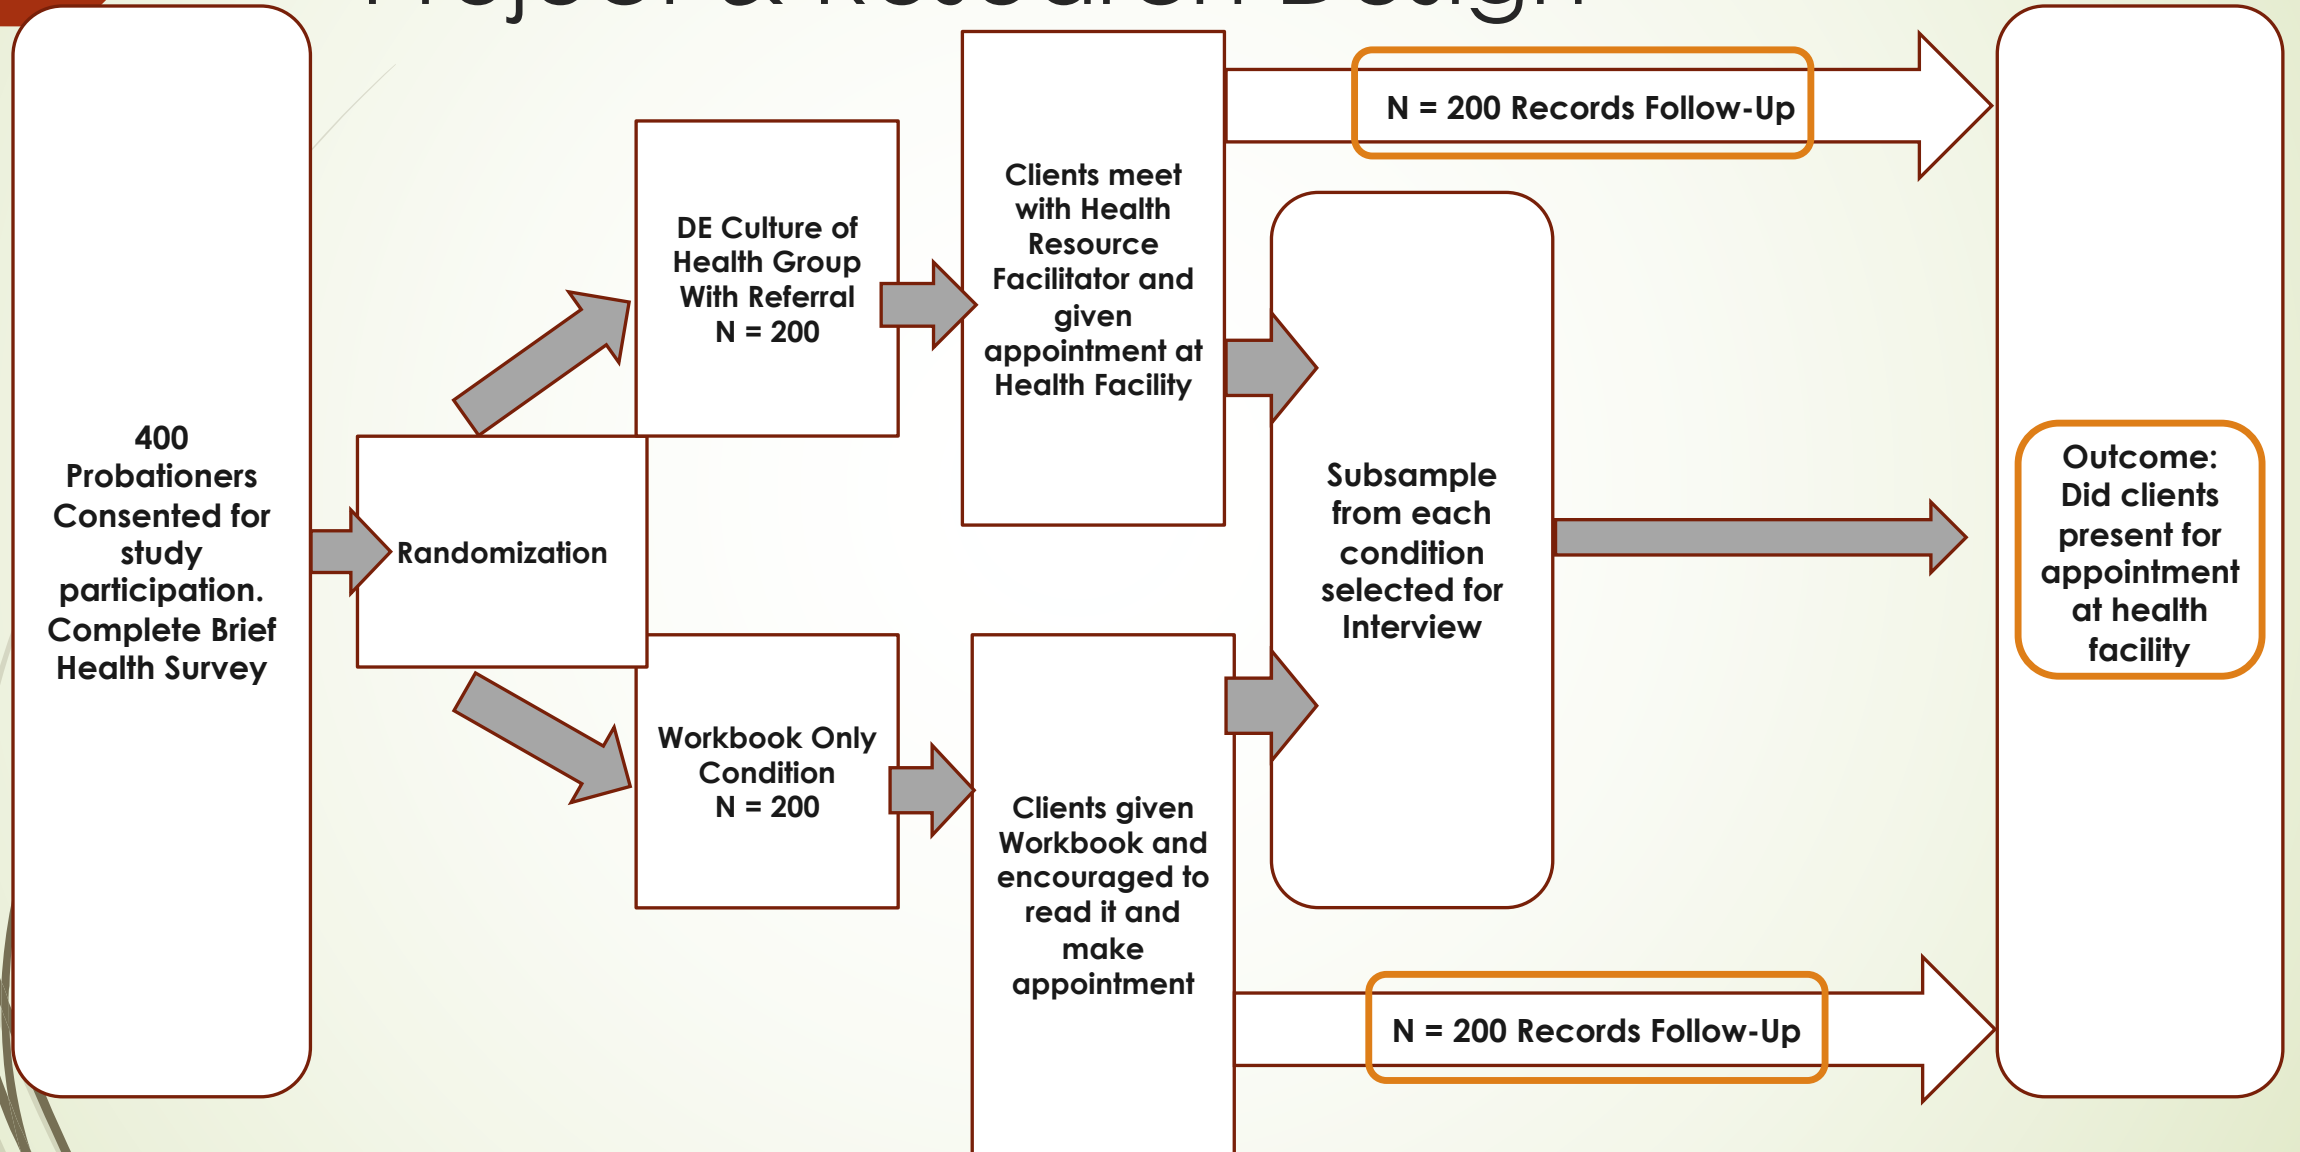 Project & Research Design
400
Probationers
Consented for
study
participation.
Complete Brief
Health Survey
Randomization
DE Culture of
Health Group
With Referral
N = 200
Workbook Only
Condition
N = 200
Clients meet
with Health
Resource
Facilitator and
given
appointment at
Health Facility
Clients given
Workbook and
encouraged to
read it and
make
appointment
N = 200 Records Follow-Up
Subsample
from each
condition
selected for
Interview
N = 200 Records Follow-Up
Outcome:
Did clients
present for
appointment
at health
facility